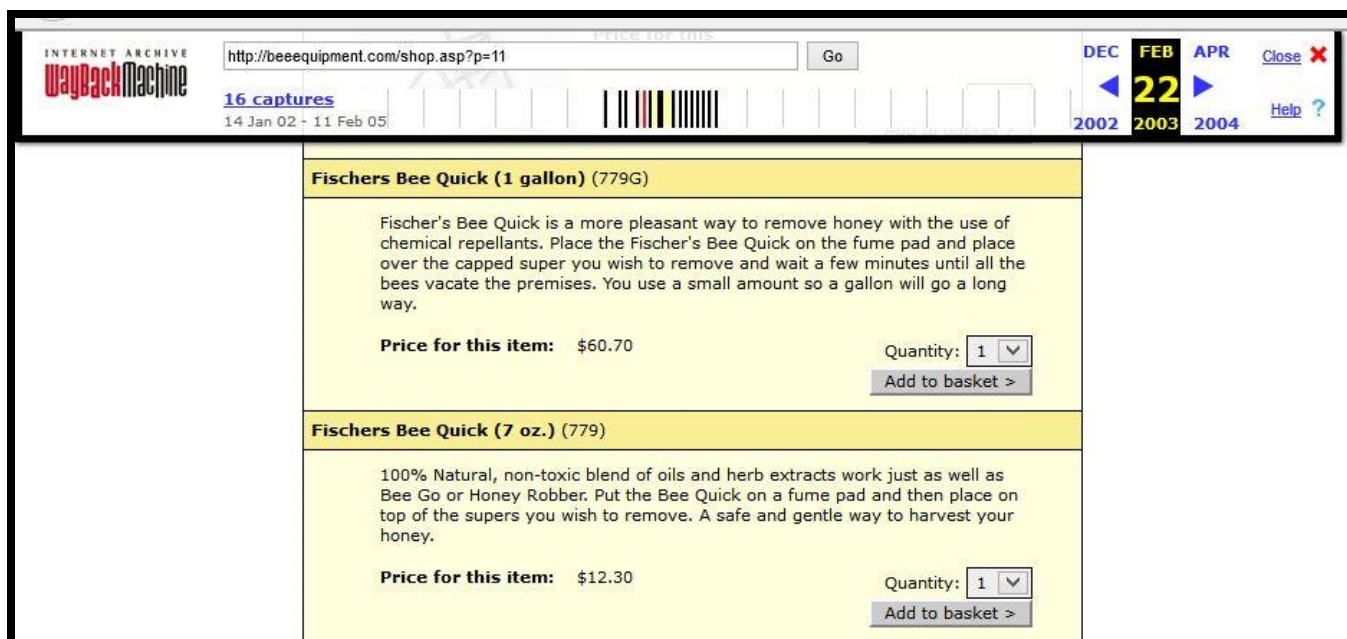 Price for this
INTERNET ARCHIVE
WayBackMachine
http://beeequipment.com/shop.asp?p=11
Go
16 captures
14 Jan 02 - 11 Feb 05
DEC FEB APR
22
2002 2003 2004
Close
Help ?
Add to basket >
Fischers Bee Quick (1 gallon) (779G)
Fischer's Bee Quick is a more pleasant way to remove honey with the use of
chemical repellants. Place the Fischer's Bee Quick on the fume pad and place
over the capped super you wish to remove and wait a few minutes until all the
bees vacate the premises. You use a small amount so a gallon will go a long
way.
Price for this item: $60.70
Quantity: 1
Add to basket >
Fischers Bee Quick (7 oz.) (779)
100% Natural, non-toxic blend of oils and herb extracts work just as well as
Bee Go or Honey Robber. Put the Bee Quick on a fume pad and then place on
top of the supers you wish to remove. A safe and gentle way to harvest your
honey.
Price for this item: $12.30
Quantity: 1
Add to basket >